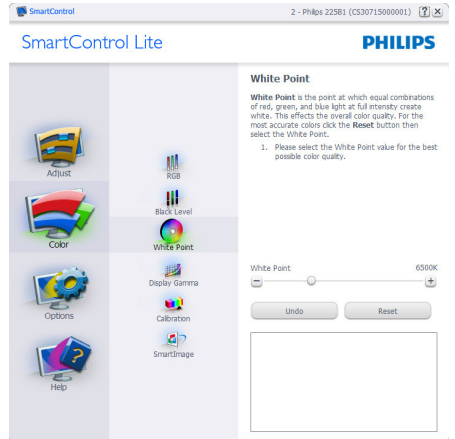 SmartControl
2 - Philips 225B1 (CS30715000001)
? ×
SmartControl Lite
PHILIPS
Adjust
Color
Options
Help
RGB
Black Level
White Point
Display Gamma
Calibration
SmartImage
White Point
White Point is the point at which equal combinations
of red, green, and blue light at full intensity create
white. This effects the overall color quality. For the
most accurate colors click the Reset button then
select the White Point.
1. Please select the White Point value for the best
possible color quality.
White Point 6500K
Undo Reset